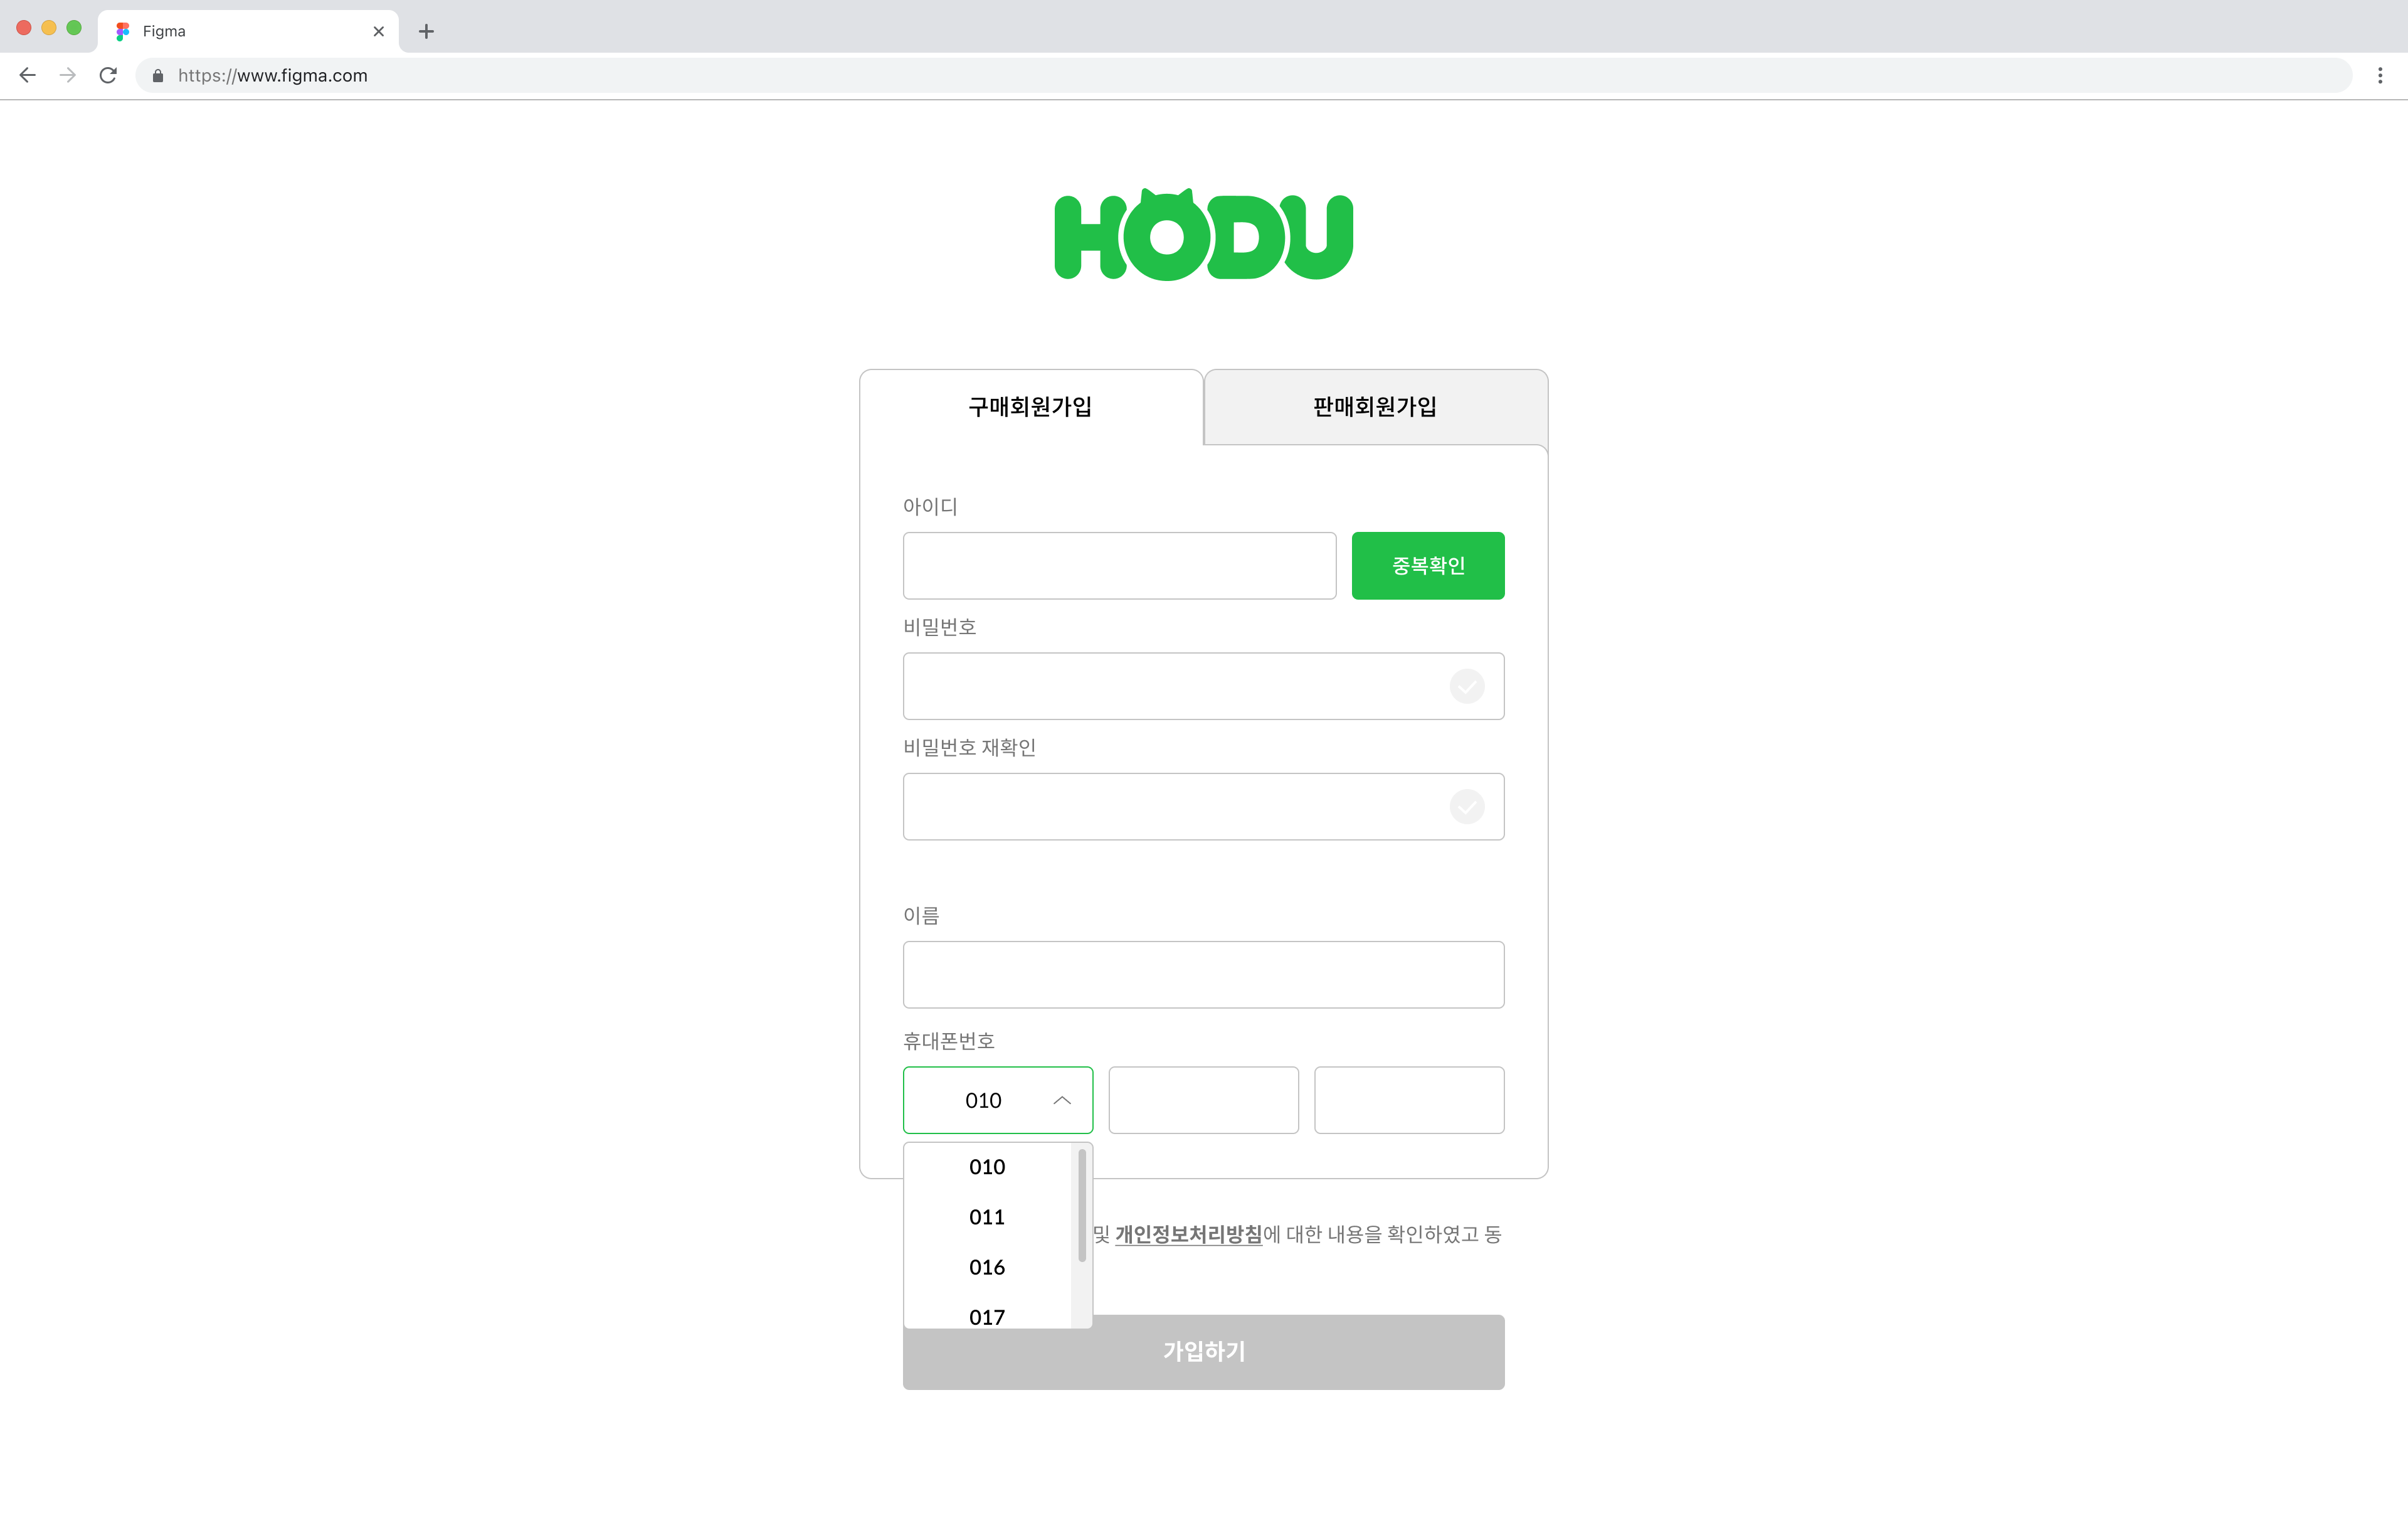 Figma
https://www.figma.com
HODU
구매회원가입
판매회원가입
아이디
중복확인
비밀번호
비밀번호 재확인
이름
휴대폰번호
010
010
011
016
017
및 개인정보처리방침에 대한 내용을 확인하였고 동
가입하기